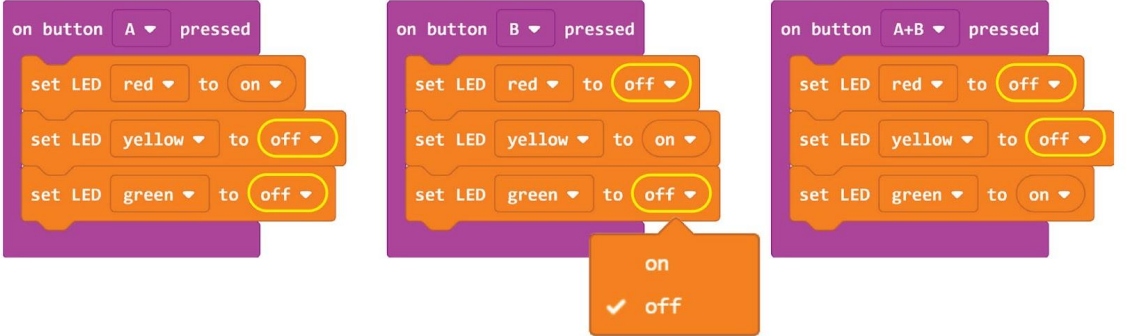 on button A pressed
set LED red to on
set LED yellow to off
set LED green to off
on button B pressed
set LED red to off
set LED yellow to on
set LED green to off
on
off
on button A+B pressed
set LED red to off
set LED yellow to off
set LED green to on